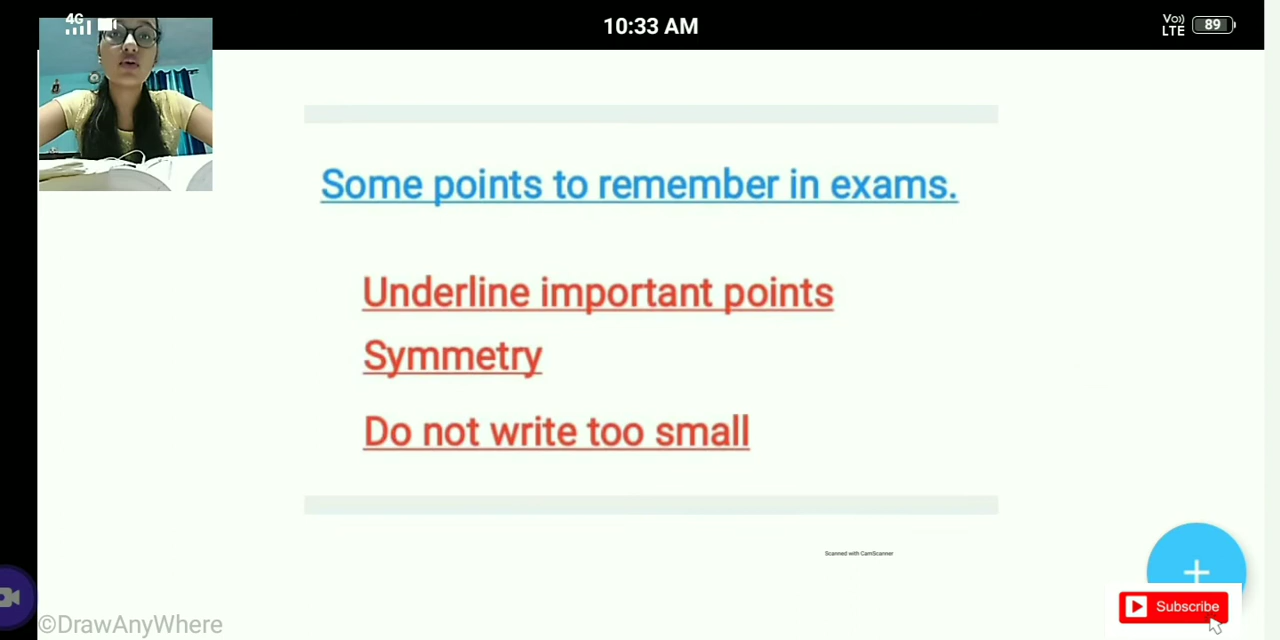 4G
10:33 AM
Vo))
LTE
89
Some points to remember in exams.
Underline important points
Symmetry
Do not write too small
Scanned with CamScanner
Subscribe
©DrawAnyWhere